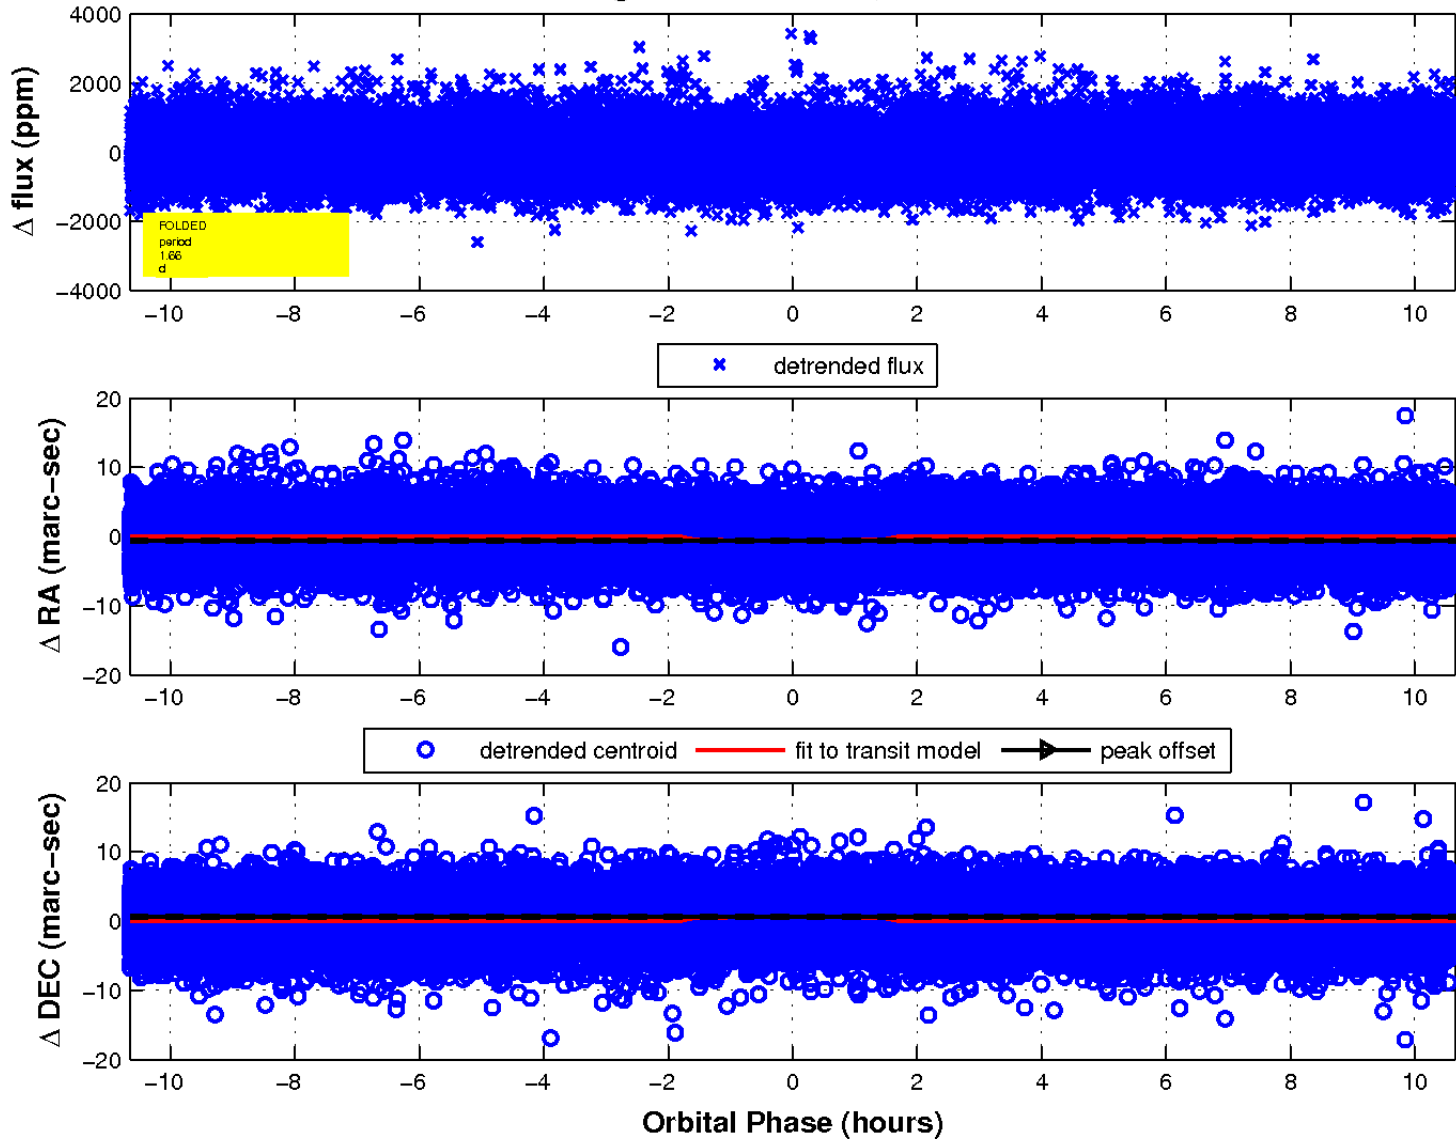 4000
2000
0
−2000
−4000
Δ flux (ppm)
FOLDED
period
1.66
d
−10 −8 −6 −4 −2 0 2 4 6 8 10
detrended flux
20
10
0
−10
−20
Δ RA (marc−sec)
−10 −8 −6 −4 −2 0 2 4 6 8 10
detrended centroid fit to transit model peak offset
20
10
0
−10
−20
Δ DEC (marc−sec)
−10 −8 −6 −4 −2 0 2 4 6 8 10
Orbital Phase (hours)